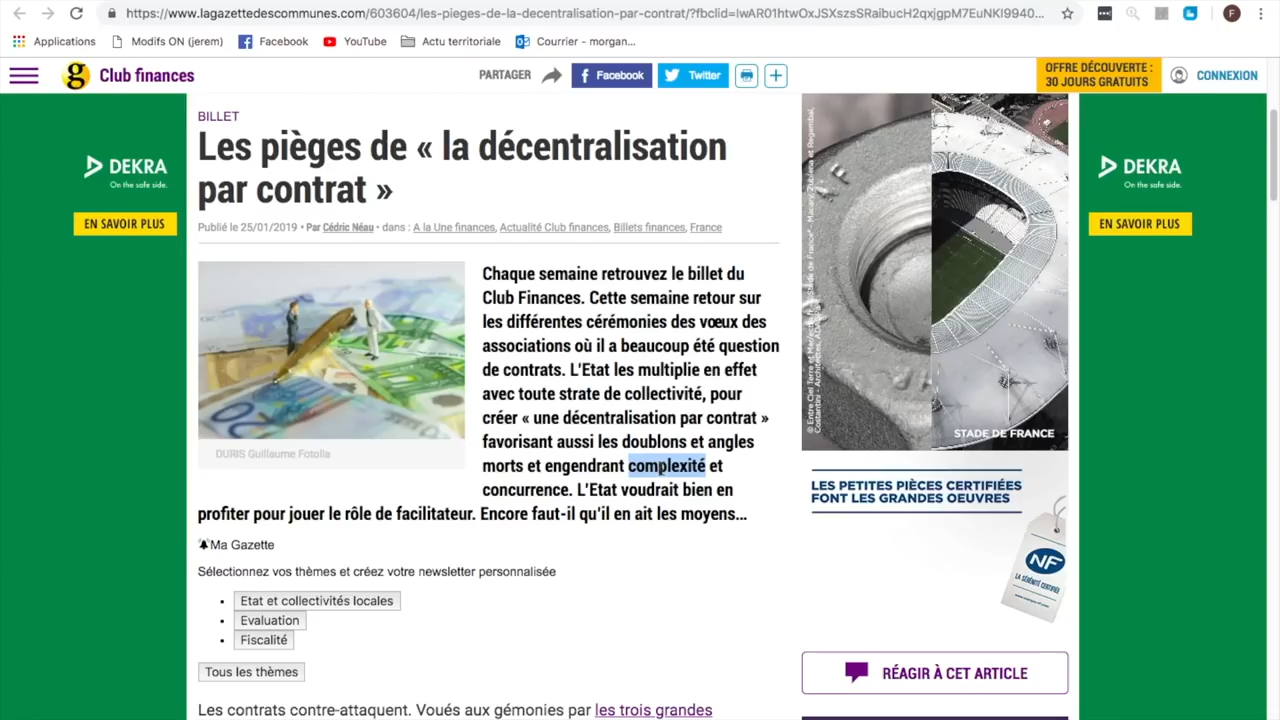 https://www.lagazettedescommunes.com/603604/les-pieges-de-la-decentralisation-par-contrat/?fbclid=
F
Applications
Modifs ON (jerem)
Facebook
YouTube
Actu territoriale
Courrier - morgan...
g
Club finances
PARTAGER
Facebook
Twitter
OFFRE DÉCOUVERTE :
30 JOURS GRATUITS
CONNEXION
DEKRA
On the safe side.
EN SAVOIR PLUS
BILLET
Les pièges de « la décentralisation
par contrat »
Publié le 25/01/2019 • Par Cédric Néau • dans : A la Une finances, Actualité Club finances, Billets finances, France
DURIS Guillaume Fotolia
Chaque semaine retrouvez le billet du
Club Finances. Cette semaine retour sur
les différentes cérémonies des vœux des
associations où il a beaucoup été question
de contrats. L'Etat les multiplie en effet
avec toute strate de collectivité, pour
créer « une décentralisation par contrat »
favorisant aussi les doublons et angles
morts et engendrant complexité et
concurrence. L'Etat voudrait bien en
profiter pour jouer le rôle de facilitateur. Encore faut-il qu'il en ait les moyens...
Ma Gazette
Sélectionnez vos thèmes et créez votre newsletter personnalisée
• Etat et collectivités locales
• Evaluation
• Fiscalité
Tous les thèmes
Les contrats contre-attaquent. Voués aux gémonies par les trois grandes
STADE DE FRANCE
LES PETITES PIÈCES CERTIFIÉES
FONT LES GRANDES OEUVRES
NF
RÉAGIR À CET ARTICLE
DEKRA
On the safe side.
EN SAVOIR PLUS